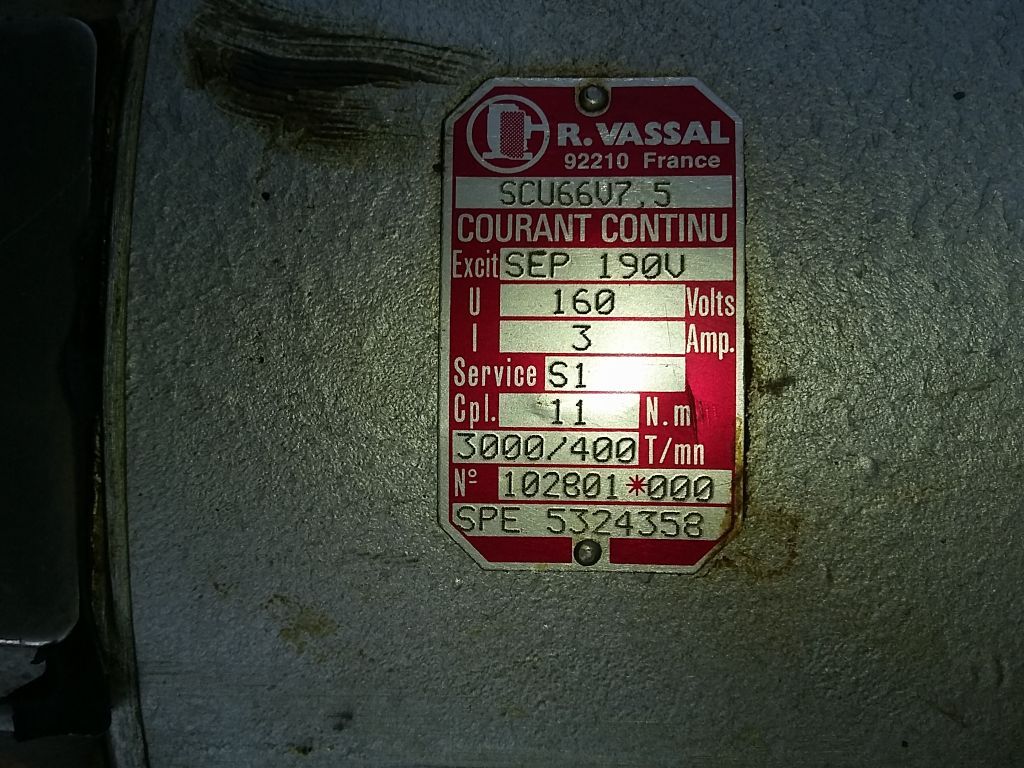 R. VASSAL
92210 France
SCU66V7,5
COURANT CONTINU
Excit SEP 190V
U 160 Volts
I 3 Amp.
Service S1
Cpl. 11 N.m
3000/400 T/mn
Nº 102801*000
SPE 5324358